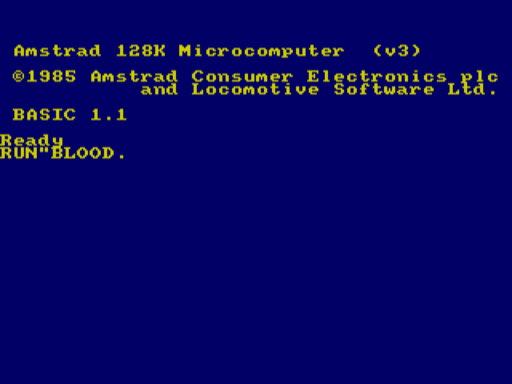 Amstrad 128K Microcomputer  (v3)
©1985 Amstrad Consumer Electronics plc
and Locomotive Software Ltd.
BASIC 1.1
Ready
RUN"BLOOD.